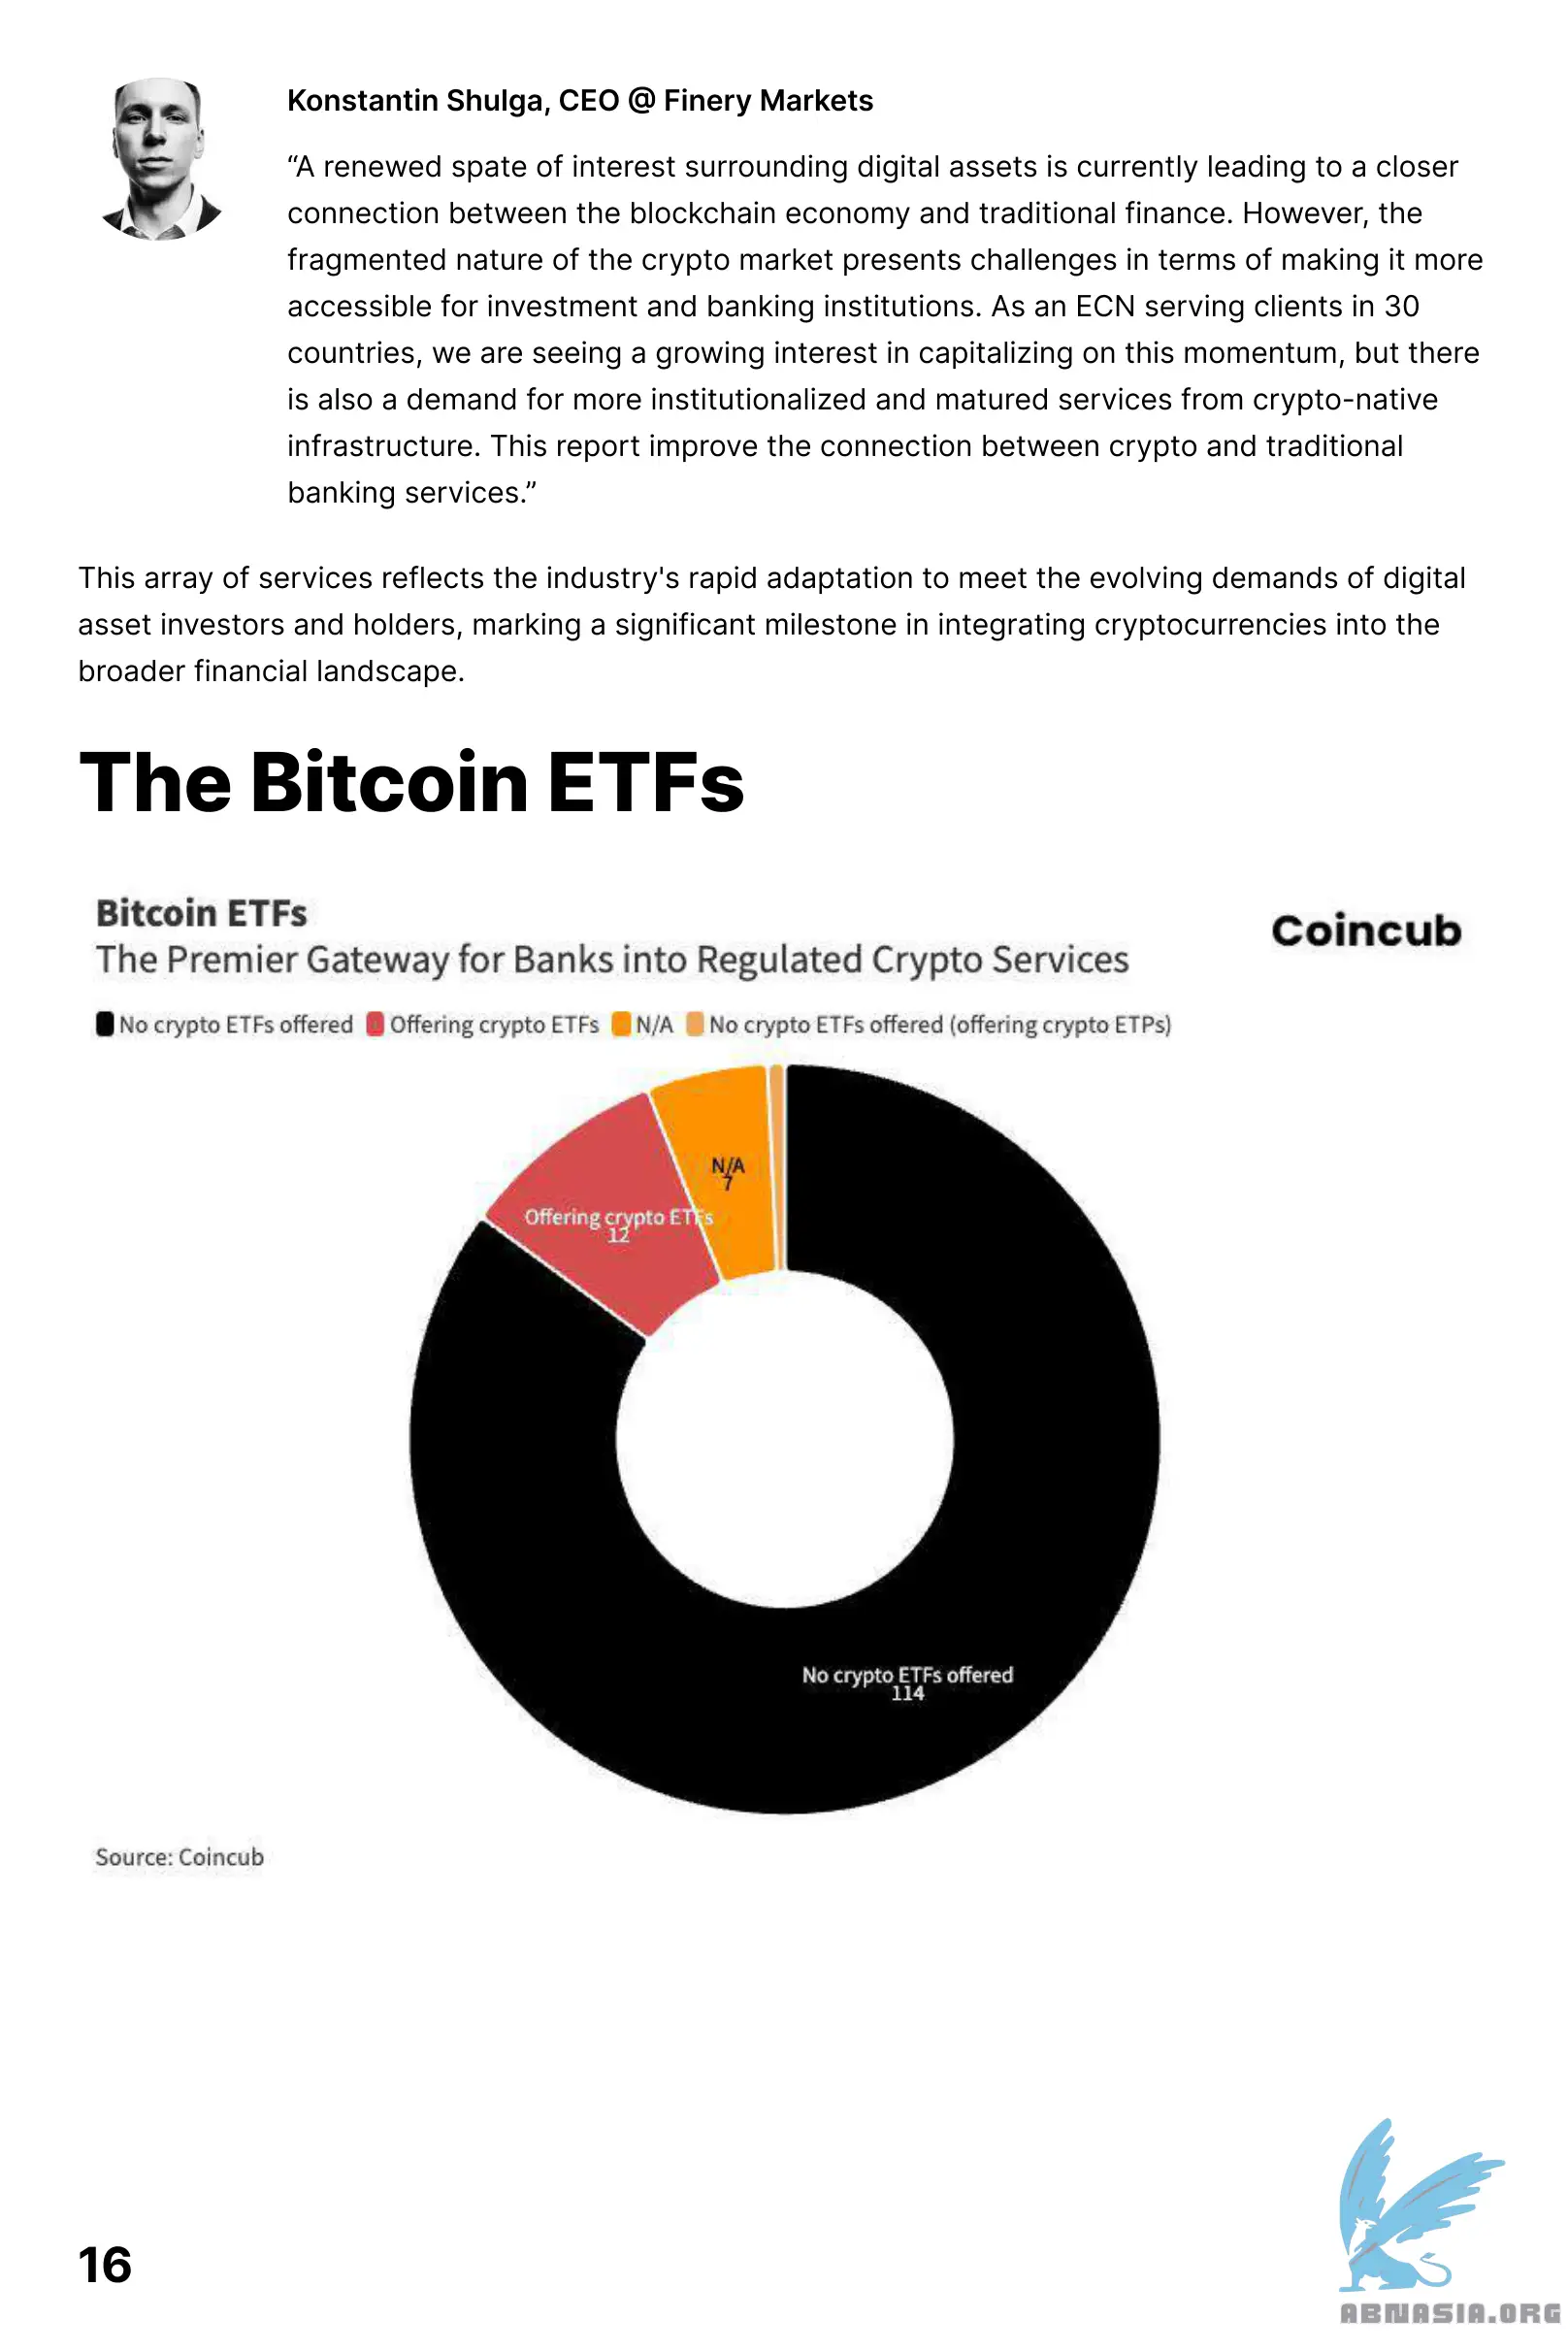 Konstantin Shulga, CEO @ Finery Markets
“A renewed spate of interest surrounding digital assets is currently leading to a closer
connection between the blockchain economy and traditional finance. However, the
fragmented nature of the crypto market presents challenges in terms of making it more
accessible for investment and banking institutions. As an ECN serving clients in 30
countries, we are seeing a growing interest in capitalizing on this momentum, but there
is also a demand for more institutionalized and matured services from crypto-native
infrastructure. This report improve the connection between crypto and traditional
banking services.”
This array of services reflects the industry's rapid adaptation to meet the evolving demands of digital
asset investors and holders, marking a significant milestone in integrating cryptocurrencies into the
broader financial landscape.
The Bitcoin ETFs
Bitcoin ETFs
Coincub
The Premier Gateway for Banks into Regulated Crypto Services
No crypto ETFs offered Offering crypto ETFs N/A No crypto ETFs offered (offering crypto ETPs)
N/A
7
Offering crypto ETFs
12
No crypto ETFs offered
114
Source: Coincub
16
ABNASIA.ORG